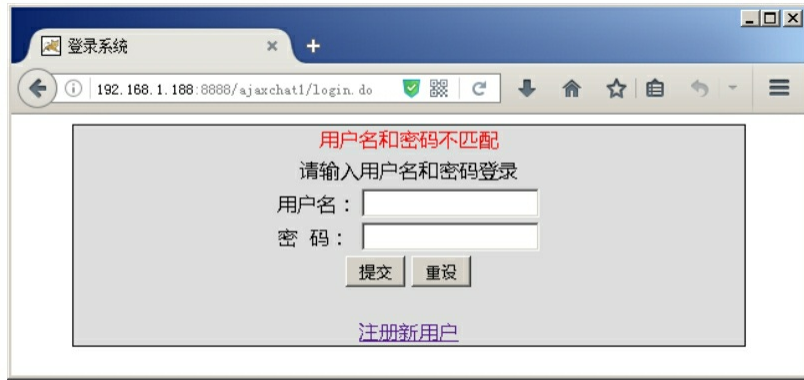 登录系统
192.168.1.188:8888/ajaxchat1/login.do
用户名和密码不匹配
请输入用户名和密码登录
用户名：
密 码：
提交 重设
注册新用户